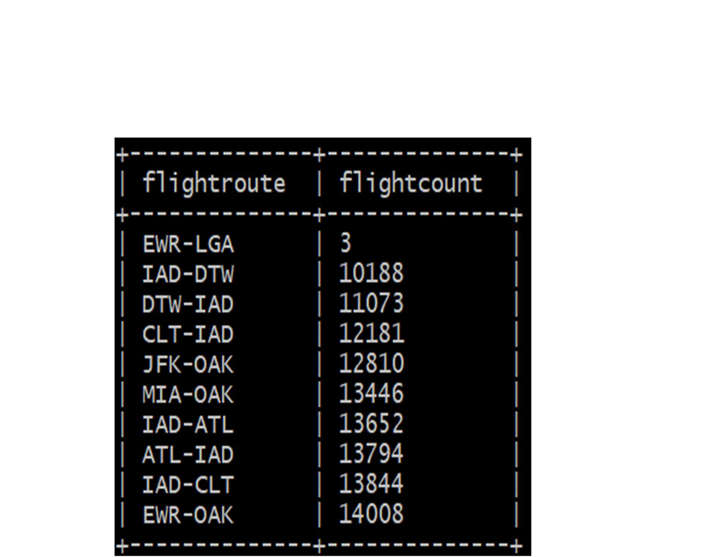 +--------------+--------------+
| flightroute | flightcount |
+--------------+--------------+
| EWR-LGA | 3 |
| IAD-DTW | 10188 |
| DTW-IAD | 11073 |
| CLT-IAD | 12181 |
| JFK-OAK | 12810 |
| MIA-OAK | 13446 |
| IAD-ATL | 13652 |
| ATL-IAD | 13794 |
| IAD-CLT | 13844 |
| EWR-OAK | 14008 |
+--------------+--------------+